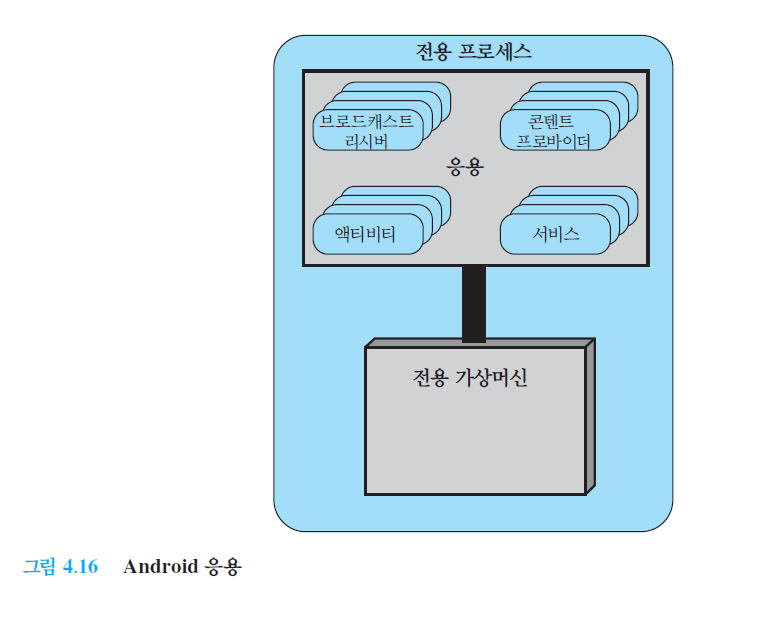 전용 프로세스
브로드캐스트
리시버
콘텐트
프로바이더
응용
액티비티
서비스
전용 가상머신
그림 4.16 Android 응용